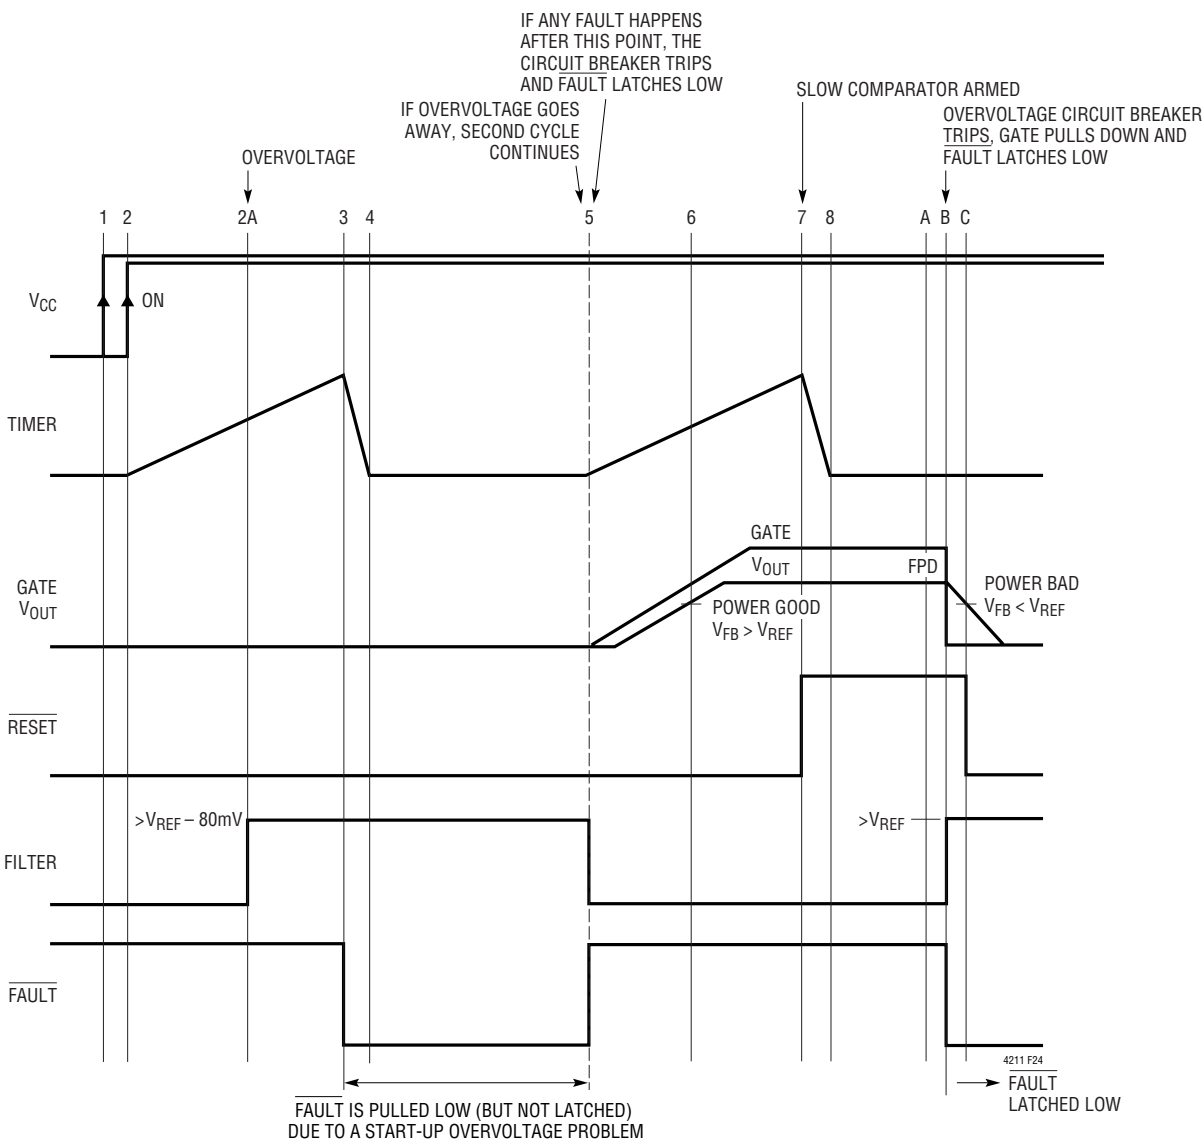 IF ANY FAULT HAPPENS
AFTER THIS POINT, THE
CIRCUIT BREAKER TRIPS
AND FAULT LATCHES LOW
IF OVERVOLTAGE GOES
AWAY, SECOND CYCLE
CONTINUES
SLOW COMPARATOR ARMED
OVERVOLTAGE CIRCUIT BREAKER
TRIPS, GATE PULLS DOWN AND
FAULT LATCHES LOW
OVERVOLTAGE
1 2 2A 3 4 5 6 7 8 A B C
VCC
ON
TIMER
GATE
VOUT
GATE
VOUT
FPD
POWER GOOD
VFB > VREF
POWER BAD
VFB < VREF
RESET
>VREF – 80mV
>VREF
FILTER
FAULT
4211 F24
FAULT IS PULLED LOW (BUT NOT LATCHED)
DUE TO A START-UP OVERVOLTAGE PROBLEM
FAULT
LATCHED LOW